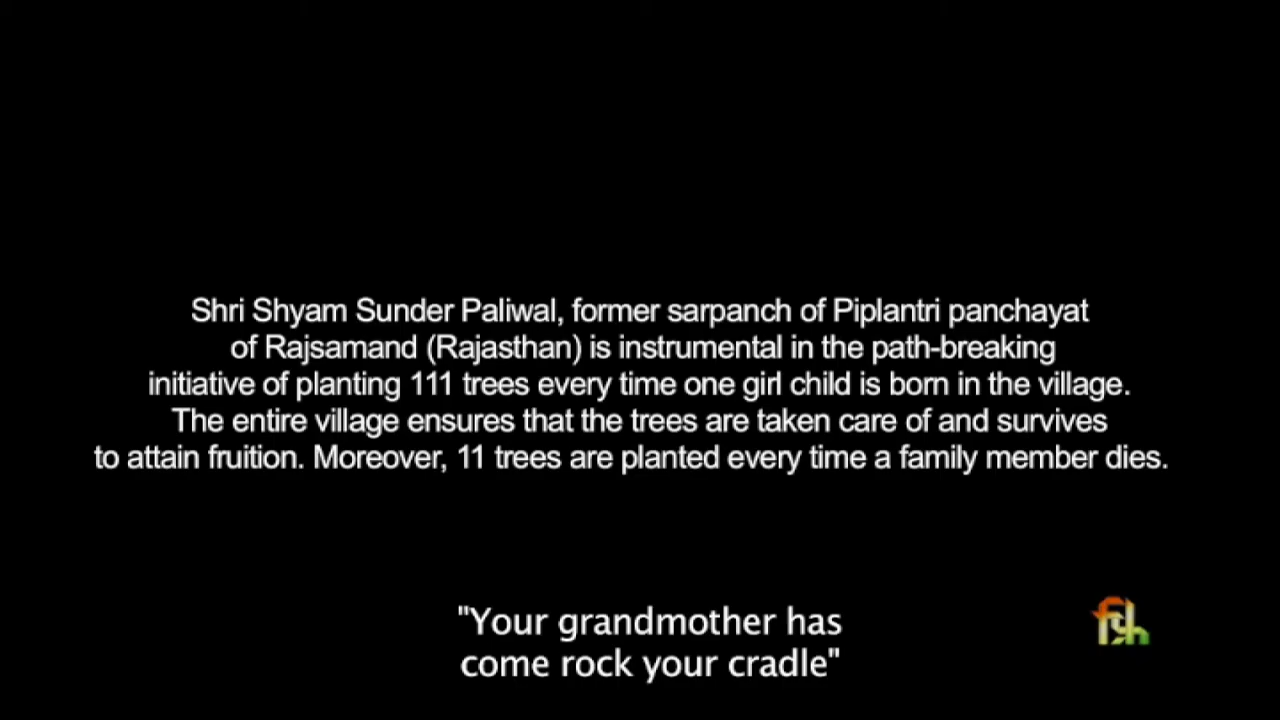 Shri Shyam Sunder Paliwal, former sarpanch of Piplantri panchayat
of Rajsamand (Rajasthan) is instrumental in the path-breaking
initiative of planting 111 trees every time one girl child is born in the village.
The entire village ensures that the trees are taken care of and survives
to attain fruition. Moreover, 11 trees are planted every time a family member dies.
"Your grandmother has
come rock your cradle"